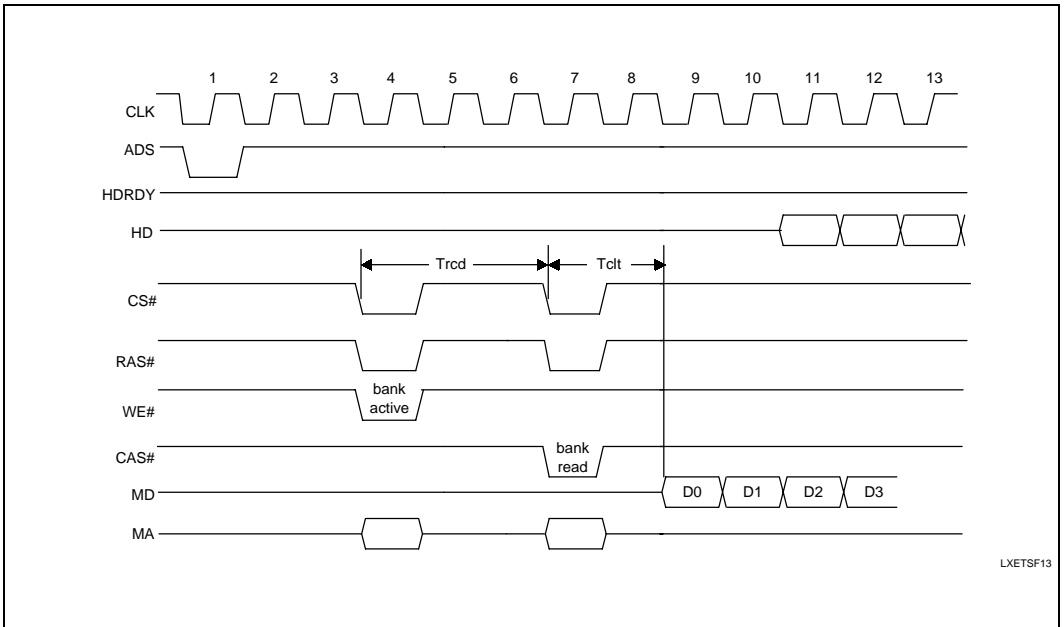 1 2 3 4 5 6 7 8 9 10 11 12 13
CLK
ADS
HDRDY
HD
Trcd Tclt
CS#
RAS#
bank
active
WE#
bank
read
CAS#
D0 D1 D2 D3
MD
MA
LXETSF13